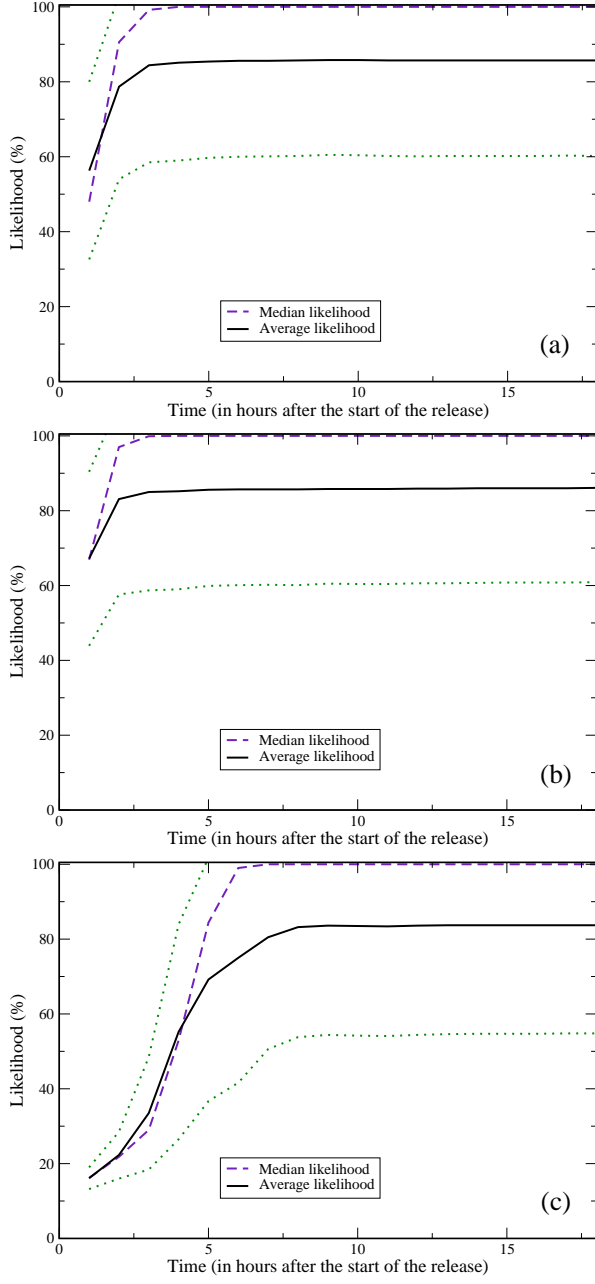 100
80
60
40
20
0
Likelihood (%)
Median likelihood
Average likelihood
(a)
0 5 10 15
Time (in hours after the start of the release)
100
80
60
40
20
0
Likelihood (%)
Median likelihood
Average likelihood
(b)
0 5 10 15
Time (in hours after the start of the release)
100
80
60
40
20
0
Likelihood (%)
Median likelihood
Average likelihood
(c)
0 5 10 15
Time (in hours after the start of the release)